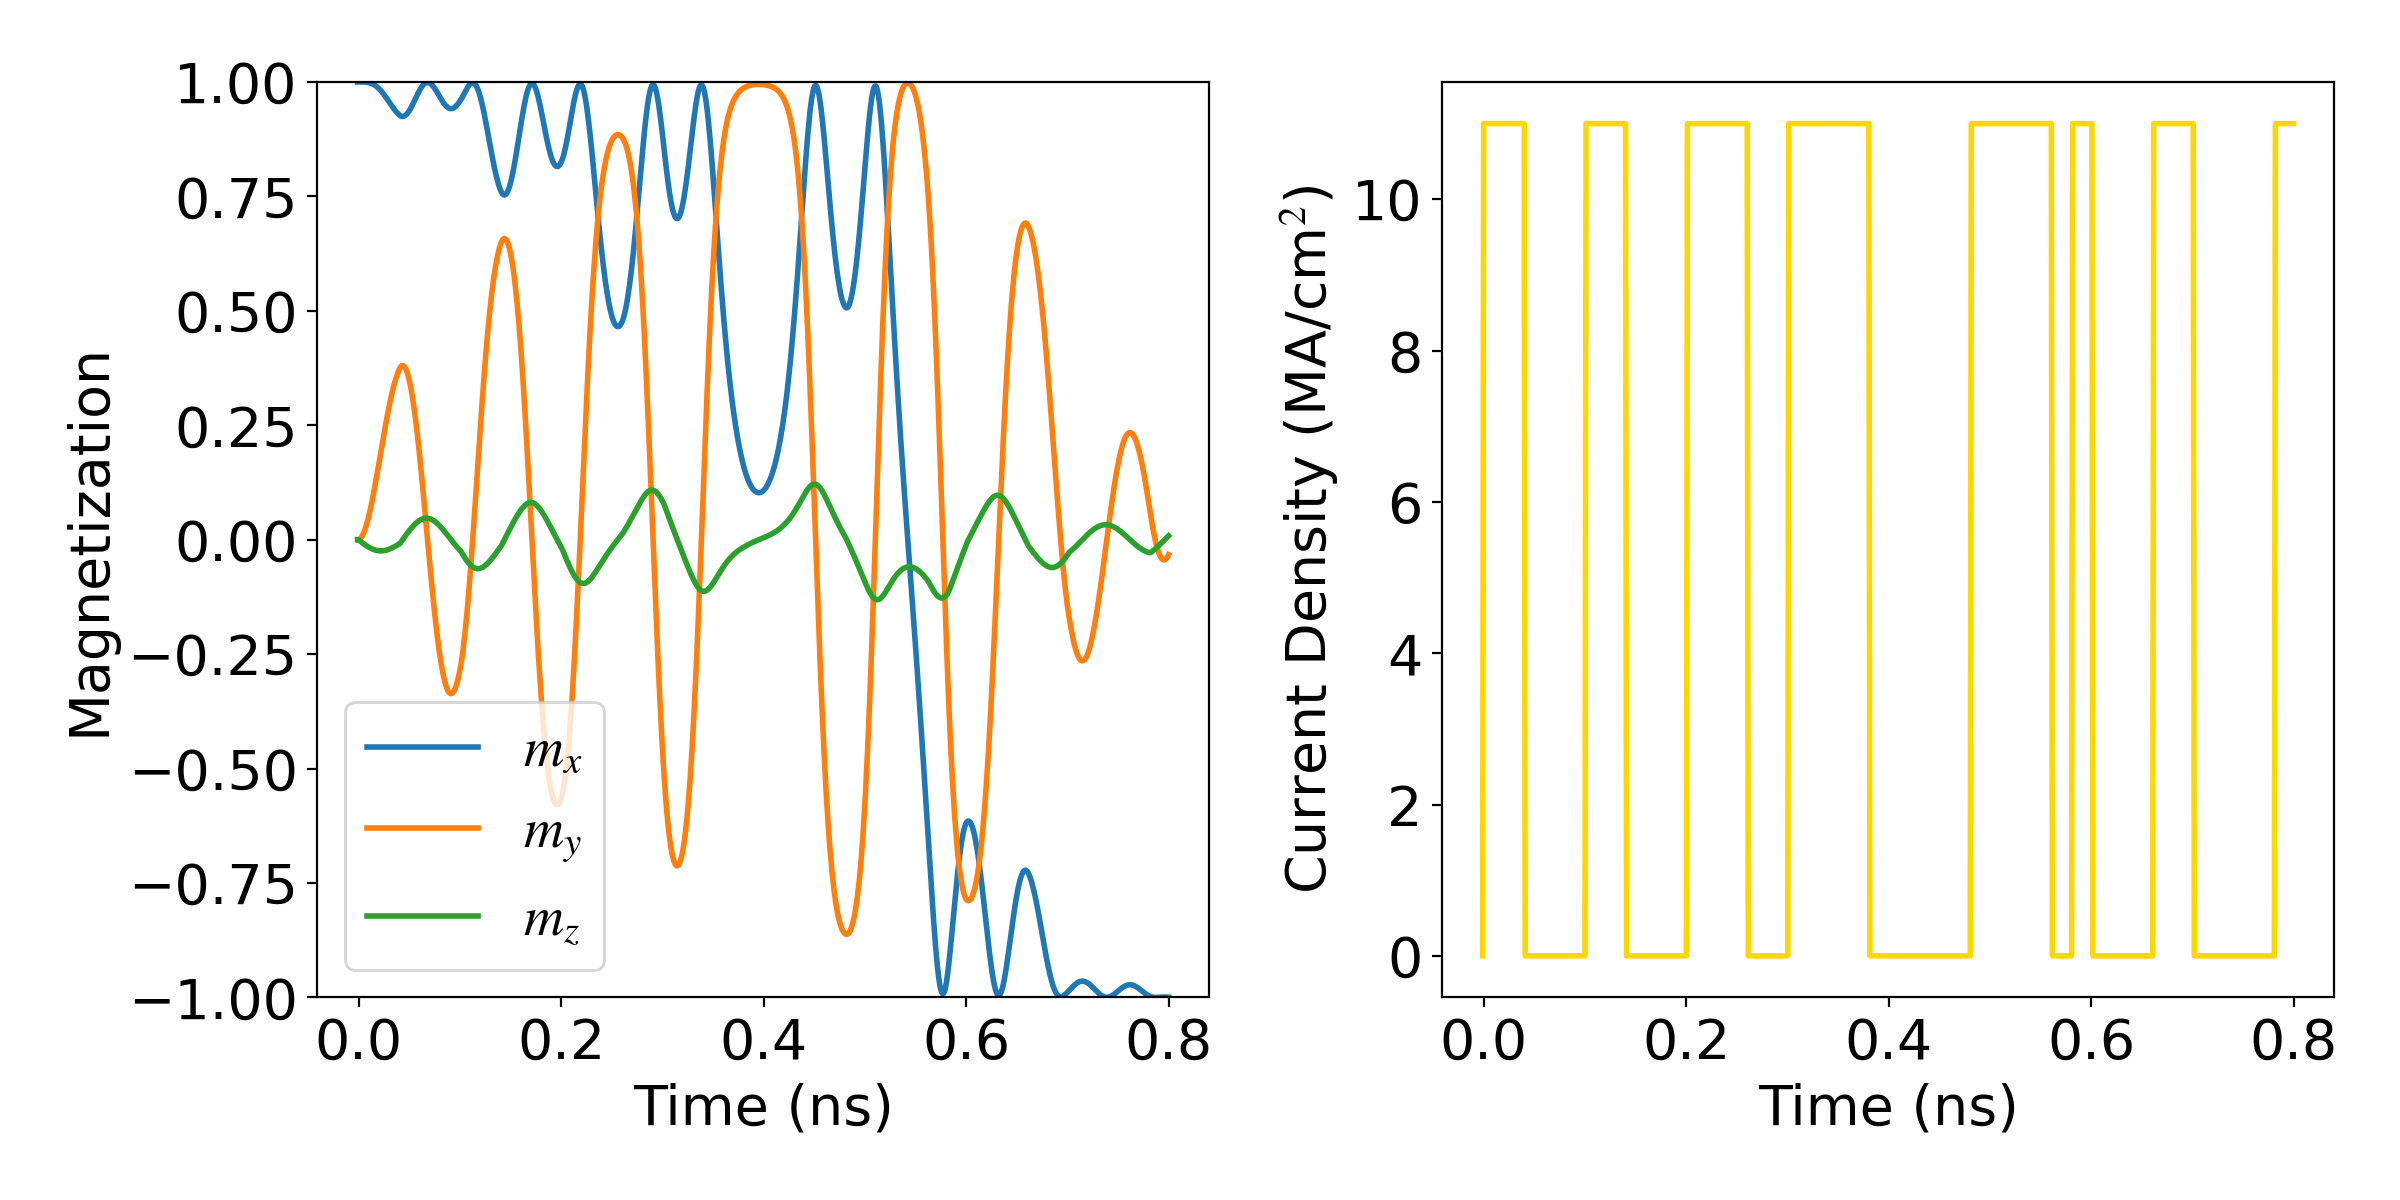 1.00
0.75
0.50
0.25
0.00
−0.25
−0.50
−0.75
−1.00
Magnetization
m_x
m_y
m_z
0.0 0.2 0.4 0.6 0.8
Time (ns)
10
8
6
4
2
0
Current Density (MA/cm²)
0.0 0.2 0.4 0.6 0.8
Time (ns)